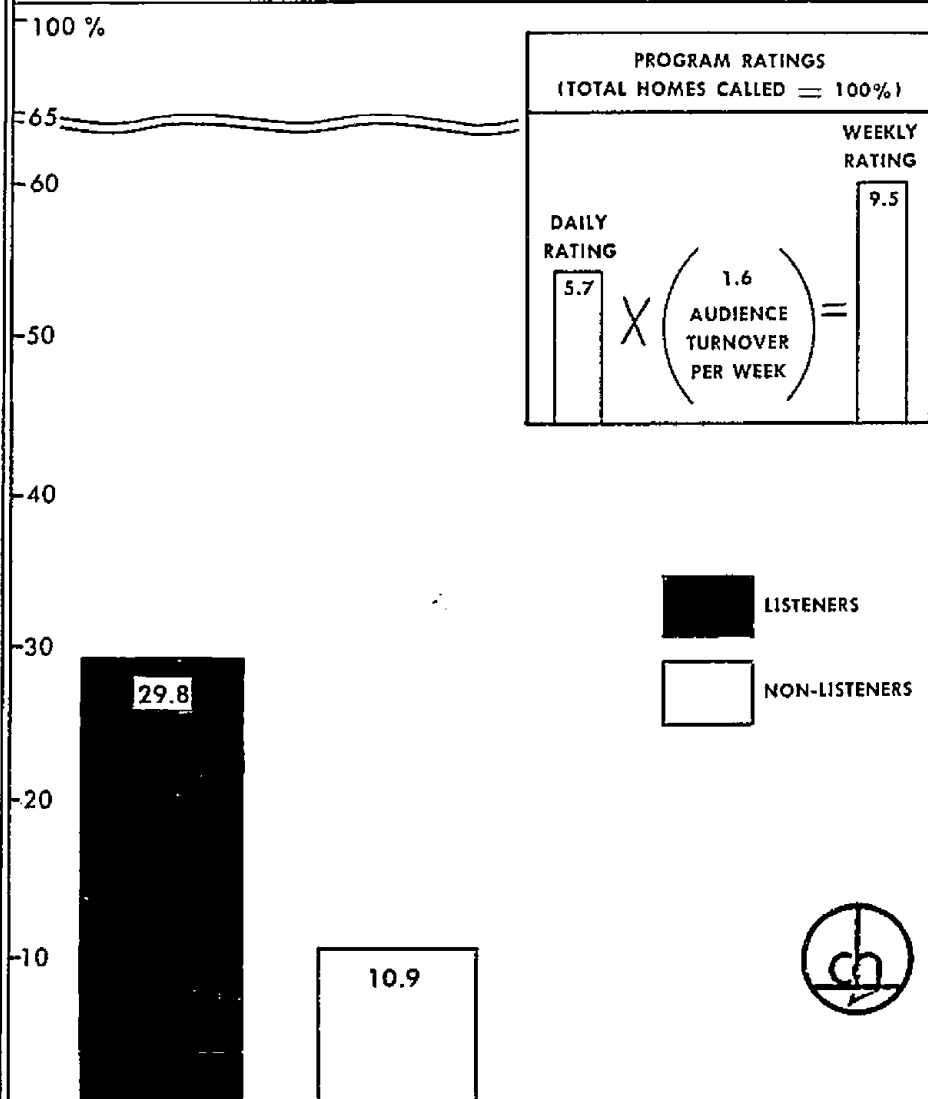 100 %
65
60
50
40
30
20
10
PROGRAM RATINGS
(TOTAL HOMES CALLED = 100%)
DAILY
RATING
5.7
X
1.6
AUDIENCE
TURNOVER
PER WEEK
=
WEEKLY
RATING
9.5
LISTENERS
NON-LISTENERS
29.8
10.9
ch